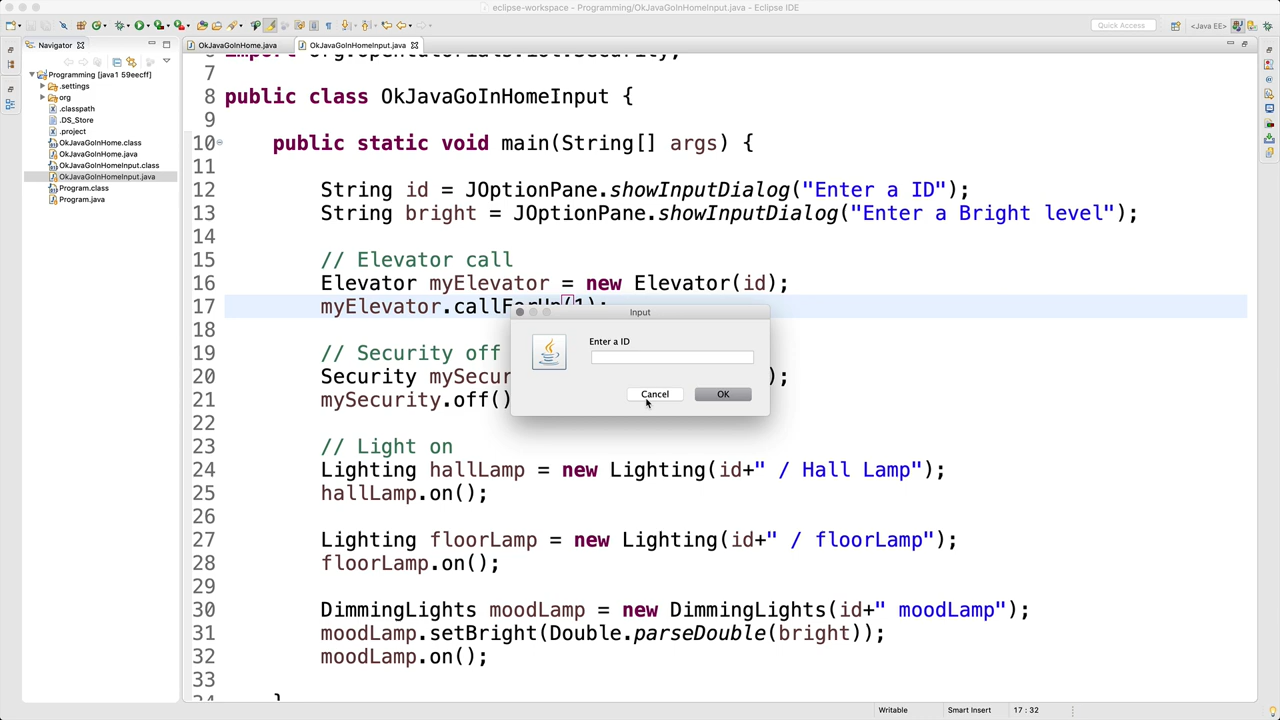 eclipse-workspace - Programming/OkJavaGoInHomeInput.java - Eclipse IDE
Quick Access
<Java EE>
Navigator
OkJavaGoInHome.java
OkJavaGoInHomeInput.java
Programming [java1 59eecff]
.settings
org
.classpath
.DS_Store
.project
OkJavaGoInHome.class
OkJavaGoInHome.java
OkJavaGoInHomeInput.class
OkJavaGoInHomeInput.java
Program.class
Program.java
7
8 public class OkJavaGoInHomeInput {
9
10 public static void main(String[] args) {
11
12 String id = JOptionPane.showInputDialog("Enter a ID");
13 String bright = JOptionPane.showInputDialog("Enter a Bright level");
14
15 // Elevator call
16 Elevator myElevator = new Elevator(id);
17 myElevator.callForUp(1);
18
19 // Security off
20 Security mySecur );
21 mySecurity.off()
22
23 // Light on
24 Lighting hallLamp = new Lighting(id+" / Hall Lamp");
25 hallLamp.on();
26
27 Lighting floorLamp = new Lighting(id+" / floorLamp");
28 floorLamp.on();
29
30 DimmingLights moodLamp = new DimmingLights(id+" moodLamp");
31 moodLamp.setBright(Double.parseDouble(bright));
32 moodLamp.on();
33
}
Input
Enter a ID
Cancel
OK
Writable
Smart Insert
17 : 32